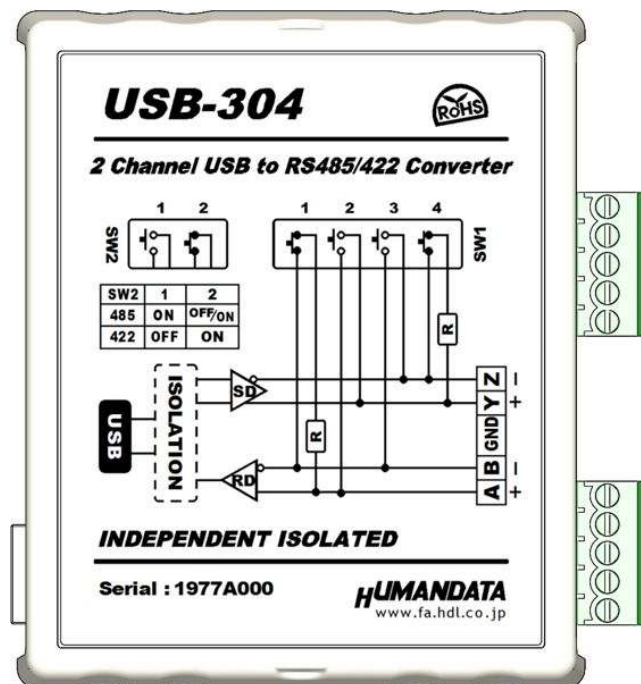 USB-304
RoHS
2 Channel USB to RS485/422 Converter
1 2
SW2
1 2 3 4
SW1
SW2 1 2
485 ON OFF/ON
422 OFF ON
ISOLATION
USB
SD
RD
R
R
Z −
Y +
GND
B −
A +
INDEPENDENT ISOLATED
Serial : 1977A000
HUMANDATA
www.fa.hdl.co.jp